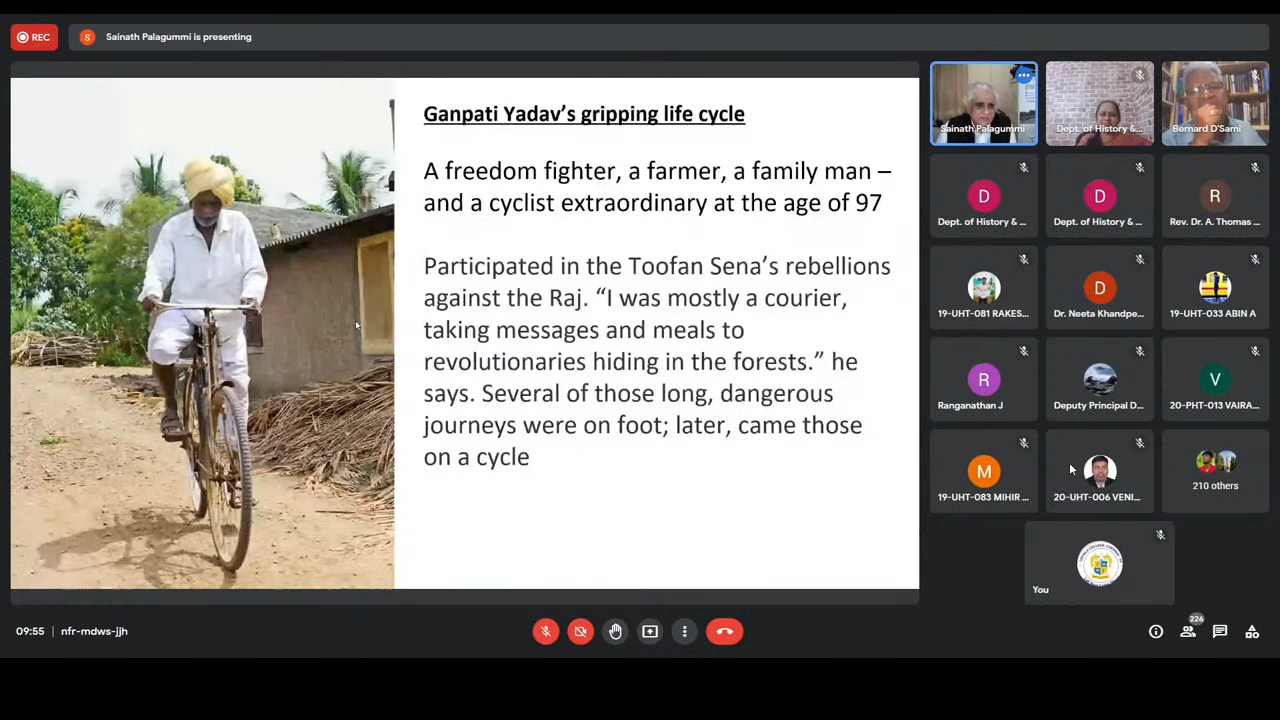 REC
S
Sainath Palagummi is presenting
Ganpati Yadav’s gripping life cycle
A freedom fighter, a farmer, a family man –
and a cyclist extraordinary at the age of 97
Participated in the Toofan Sena’s rebellions
against the Raj. “I was mostly a courier,
taking messages and meals to
revolutionaries hiding in the forests.” he
says. Several of those long, dangerous
journeys were on foot; later, came those
on a cycle
Sainath Palagummi
Dept. of History &...
Bernard D'Sami
D
Dept. of History & ...
D
Dept. of History & ...
R
Rev. Dr. A. Thomas ...
19-UHT-081 RAKES...
D
Dr. Neeta Khandpe...
19-UHT-033 ABIN A
R
Ranganathan J
Deputy Principal D...
V
20-PHT-013 VAIRA...
M
19-UHT-083 MIHIR ...
20-UHT-006 VENI...
210 others
You
09:55 | nfr-mdws-jjh
226